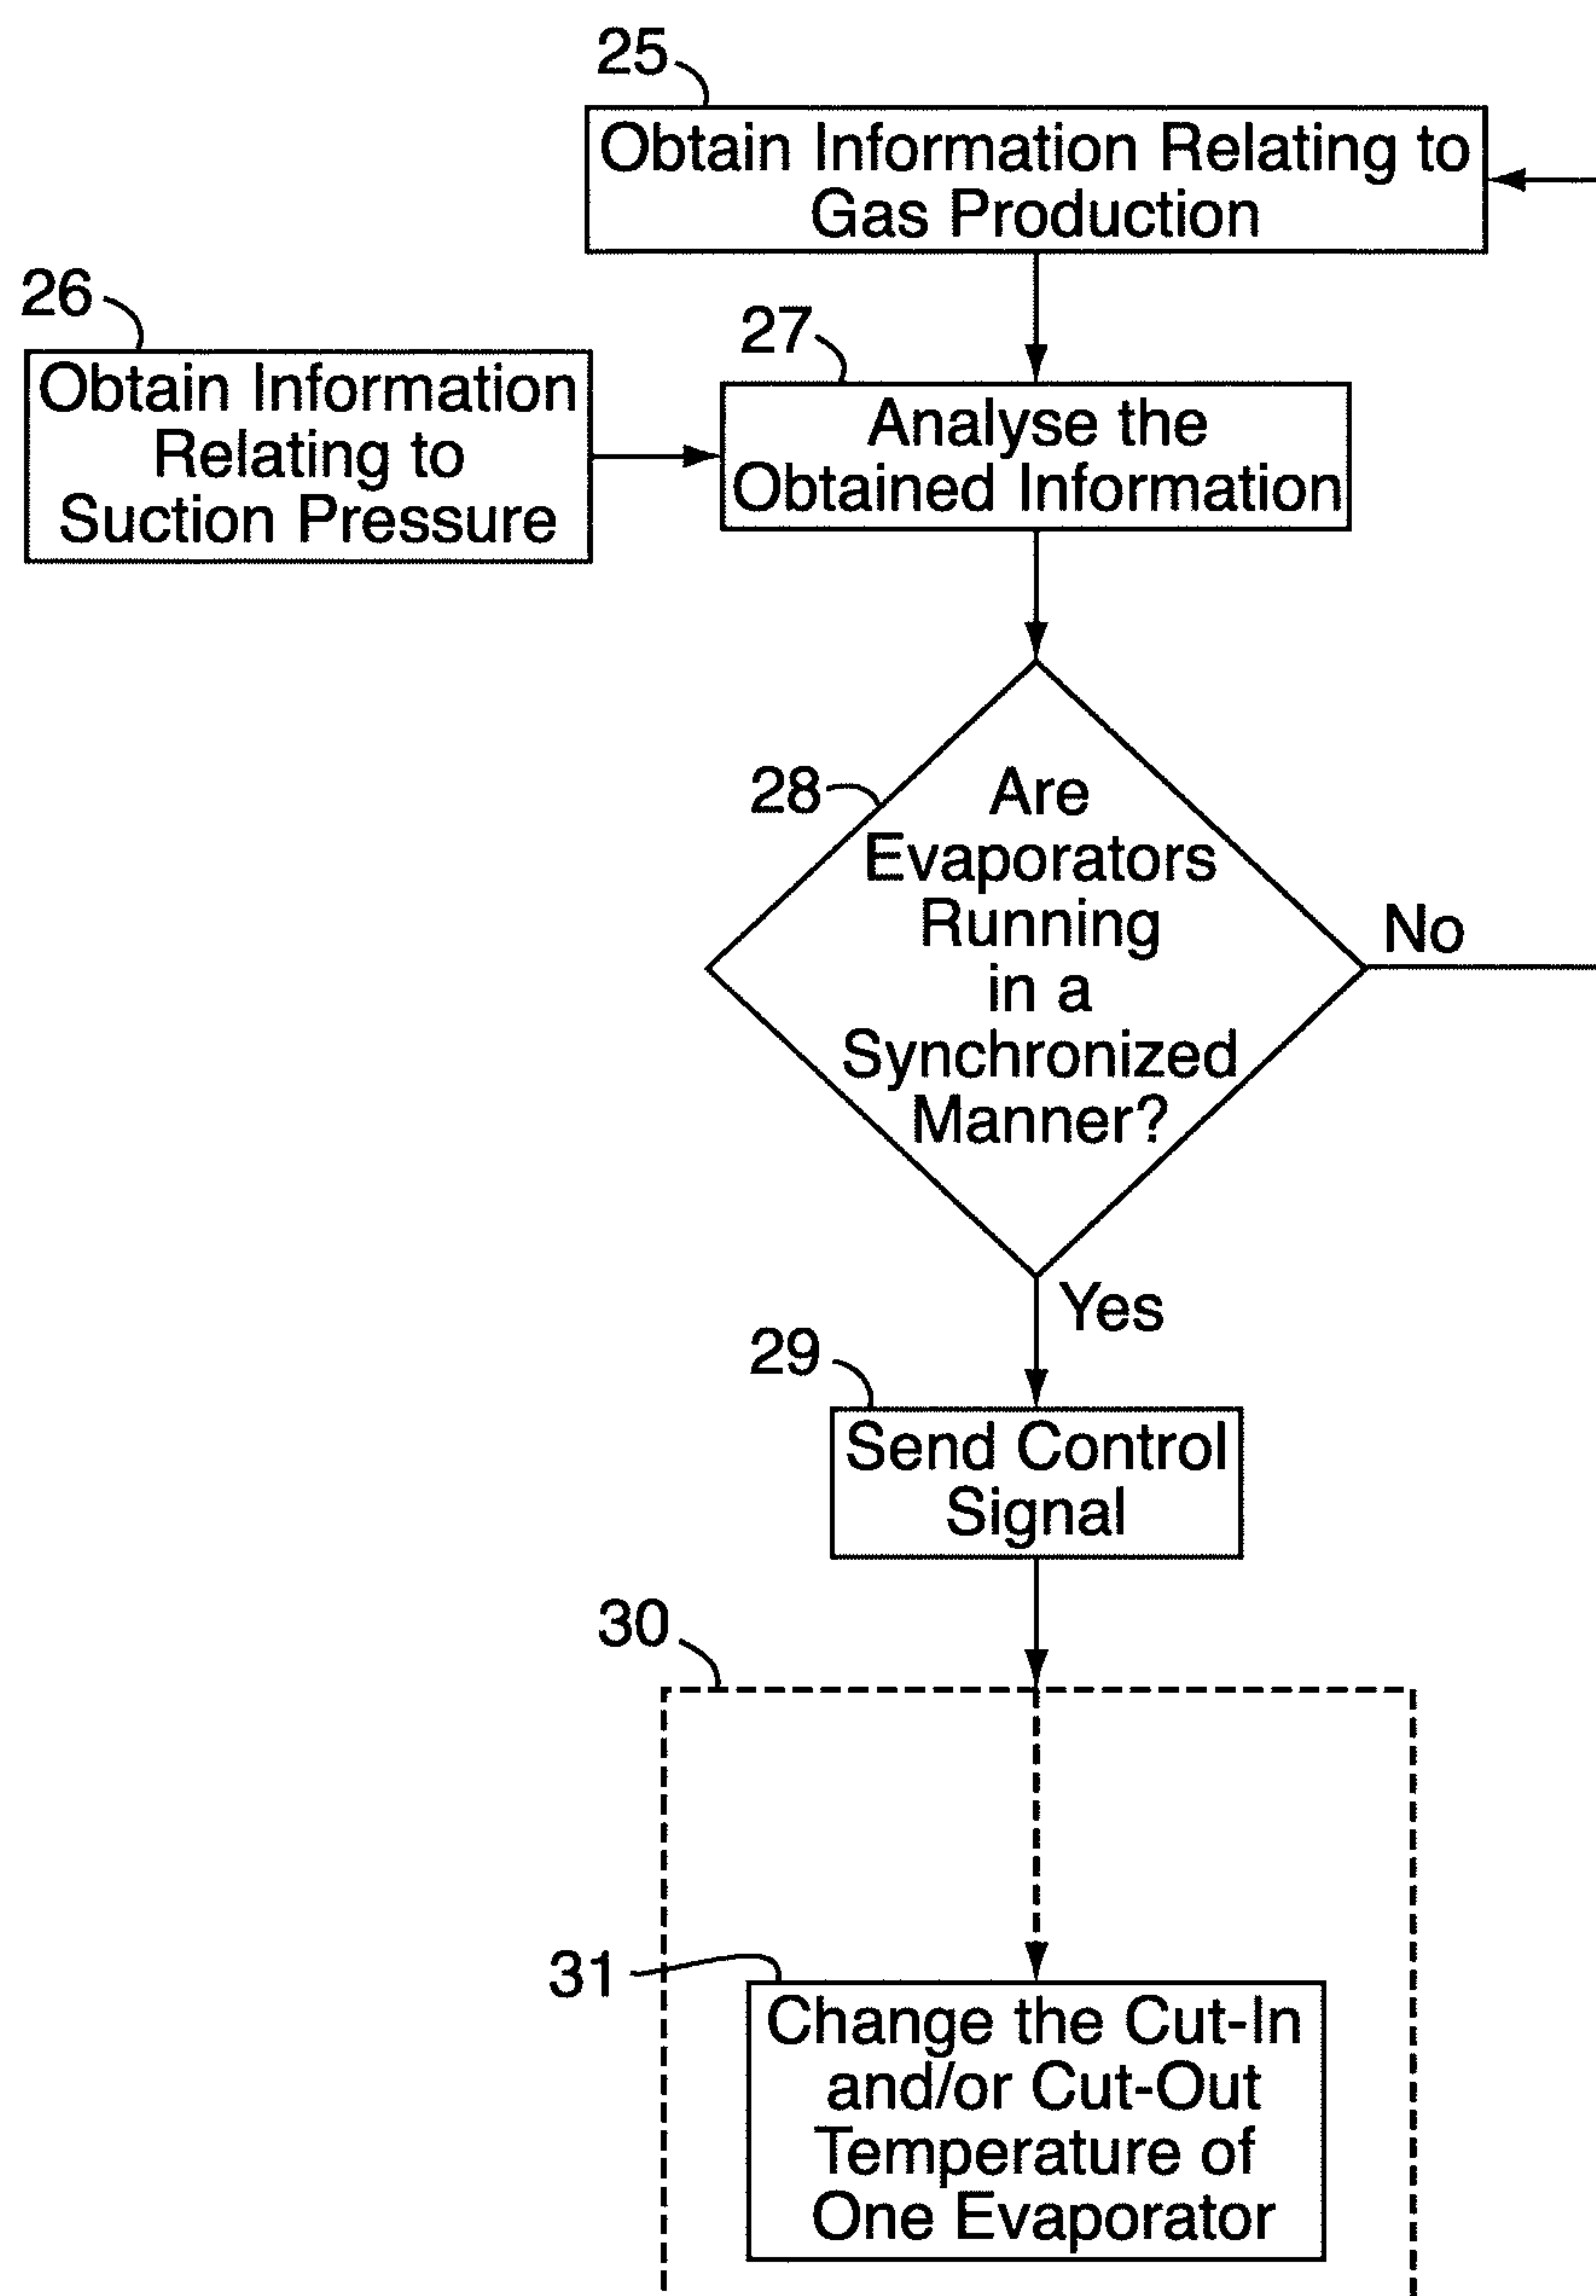 25
Obtain Information Relating to
Gas Production
26
Obtain Information
Relating to
Suction Pressure
27
Analyse the
Obtained Information
28
Are
Evaporators
Running
in a
Synchronized
Manner?
No
Yes
29
Send Control
Signal
30
31
Change the Cut-In
and/or Cut-Out
Temperature of
One Evaporator